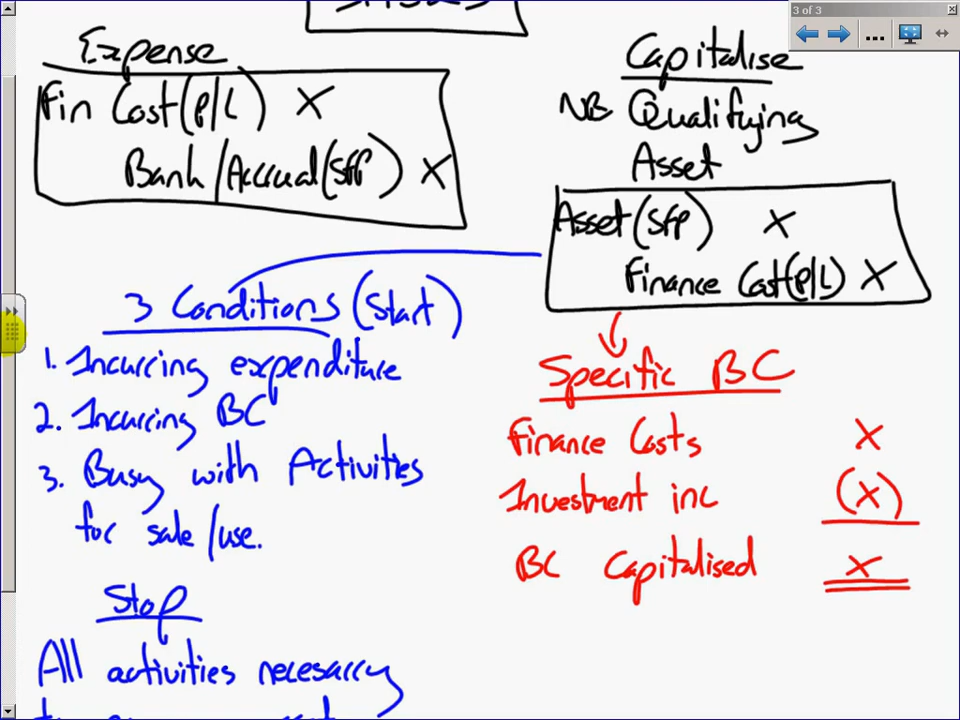 3 of 3
...
Expense
Fin Cost (P/L) X
Bank / Accrual (SFP) X
Capitalise
NB Qualifying
Asset
Asset (SFP) X
Finance Cost (P/L) X
3 Conditions (Start)
1. Incurring expenditure
2. Incurring BC
3. Busy with Activities
for sale / use.
Stop
All activities necesarry
Specific BC
Finance Costs X
Investment inc (X)
BC Capitalised X